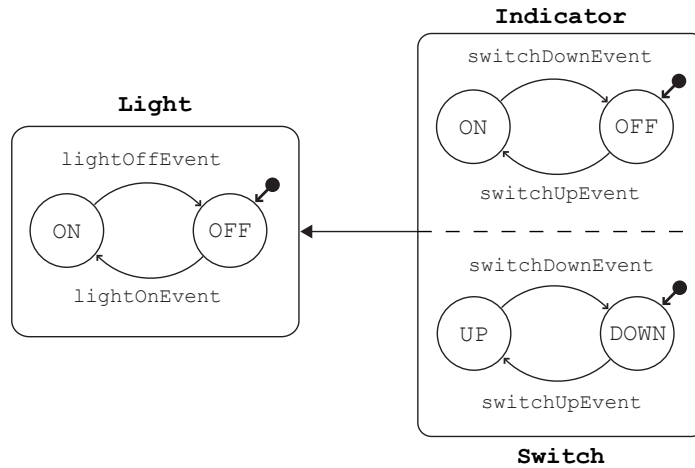 Indicator
switchDownEvent
ON
OFF
switchUpEvent
Light
lightOffEvent
ON
OFF
lightOnEvent
switchDownEvent
UP
DOWN
switchUpEvent
Switch